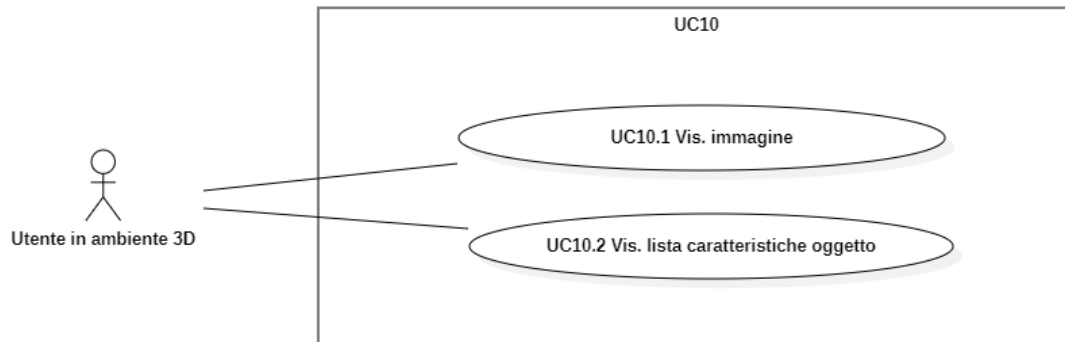 UC10
UC10.1 Vis. immagine
Utente in ambiente 3D
UC10.2 Vis. lista caratteristiche oggetto